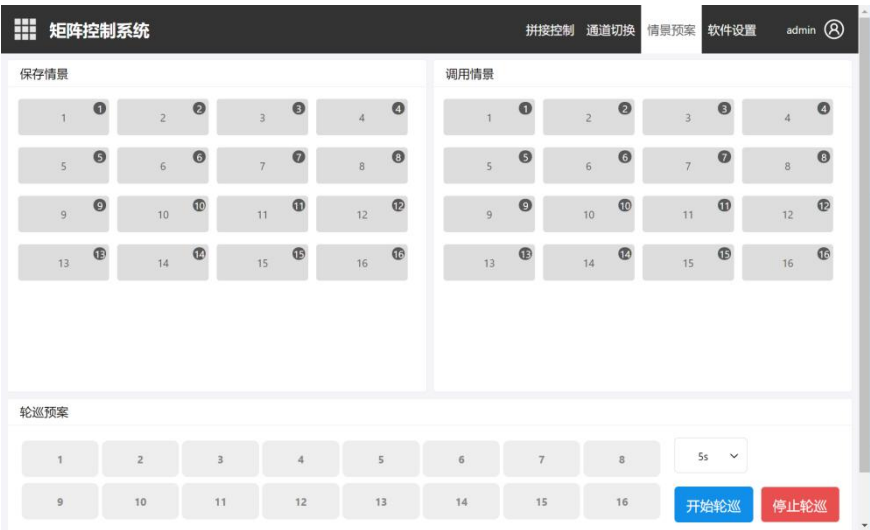 矩阵控制系统 拼接控制 通道切换 情景预案 软件设置 admin
保存情景
1 1 2 2 3 3 4 4
5 5 6 6 7 7 8 8
9 9 10 10 11 11 12 12
13 13 14 14 15 15 16 16
调用情景
1 1 2 2 3 3 4 4
5 5 6 6 7 7 8 8
9 9 10 10 11 11 12 12
13 13 14 14 15 15 16 16
轮巡预案
1 2 3 4 5 6 7 8 5s
9 10 11 12 13 14 15 16 开始轮巡 停止轮巡